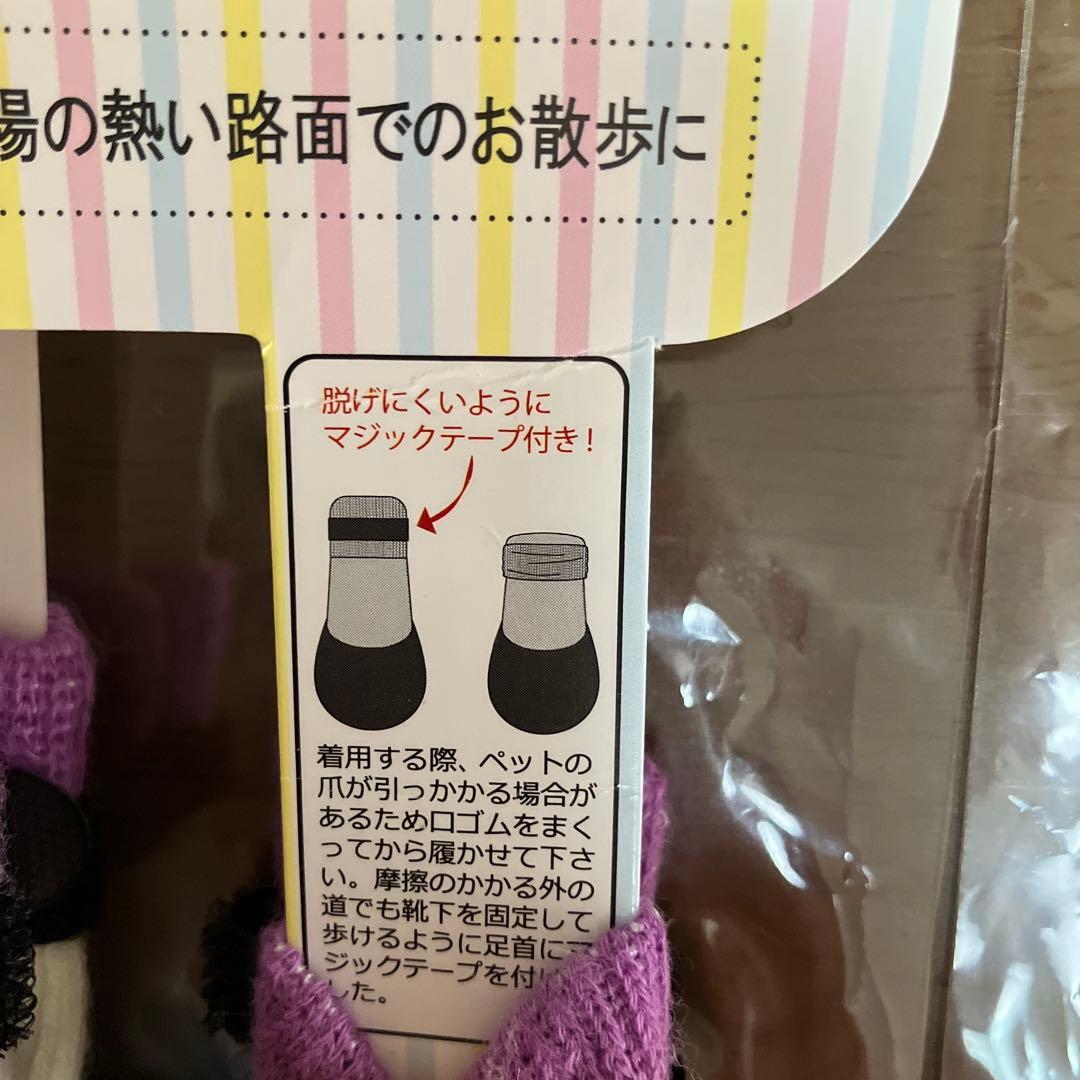 場の熱い路面でのお散歩に
脱げにくいように
マジックテープ付き!
着用する際、ペットの
爪が引っかかる場合が
あるため口ゴムをまく
ってから履かせて下さ
い。摩擦のかかる外の
道でも靴下を固定して
歩けるように足首にマ
ジックテープを付け
した。